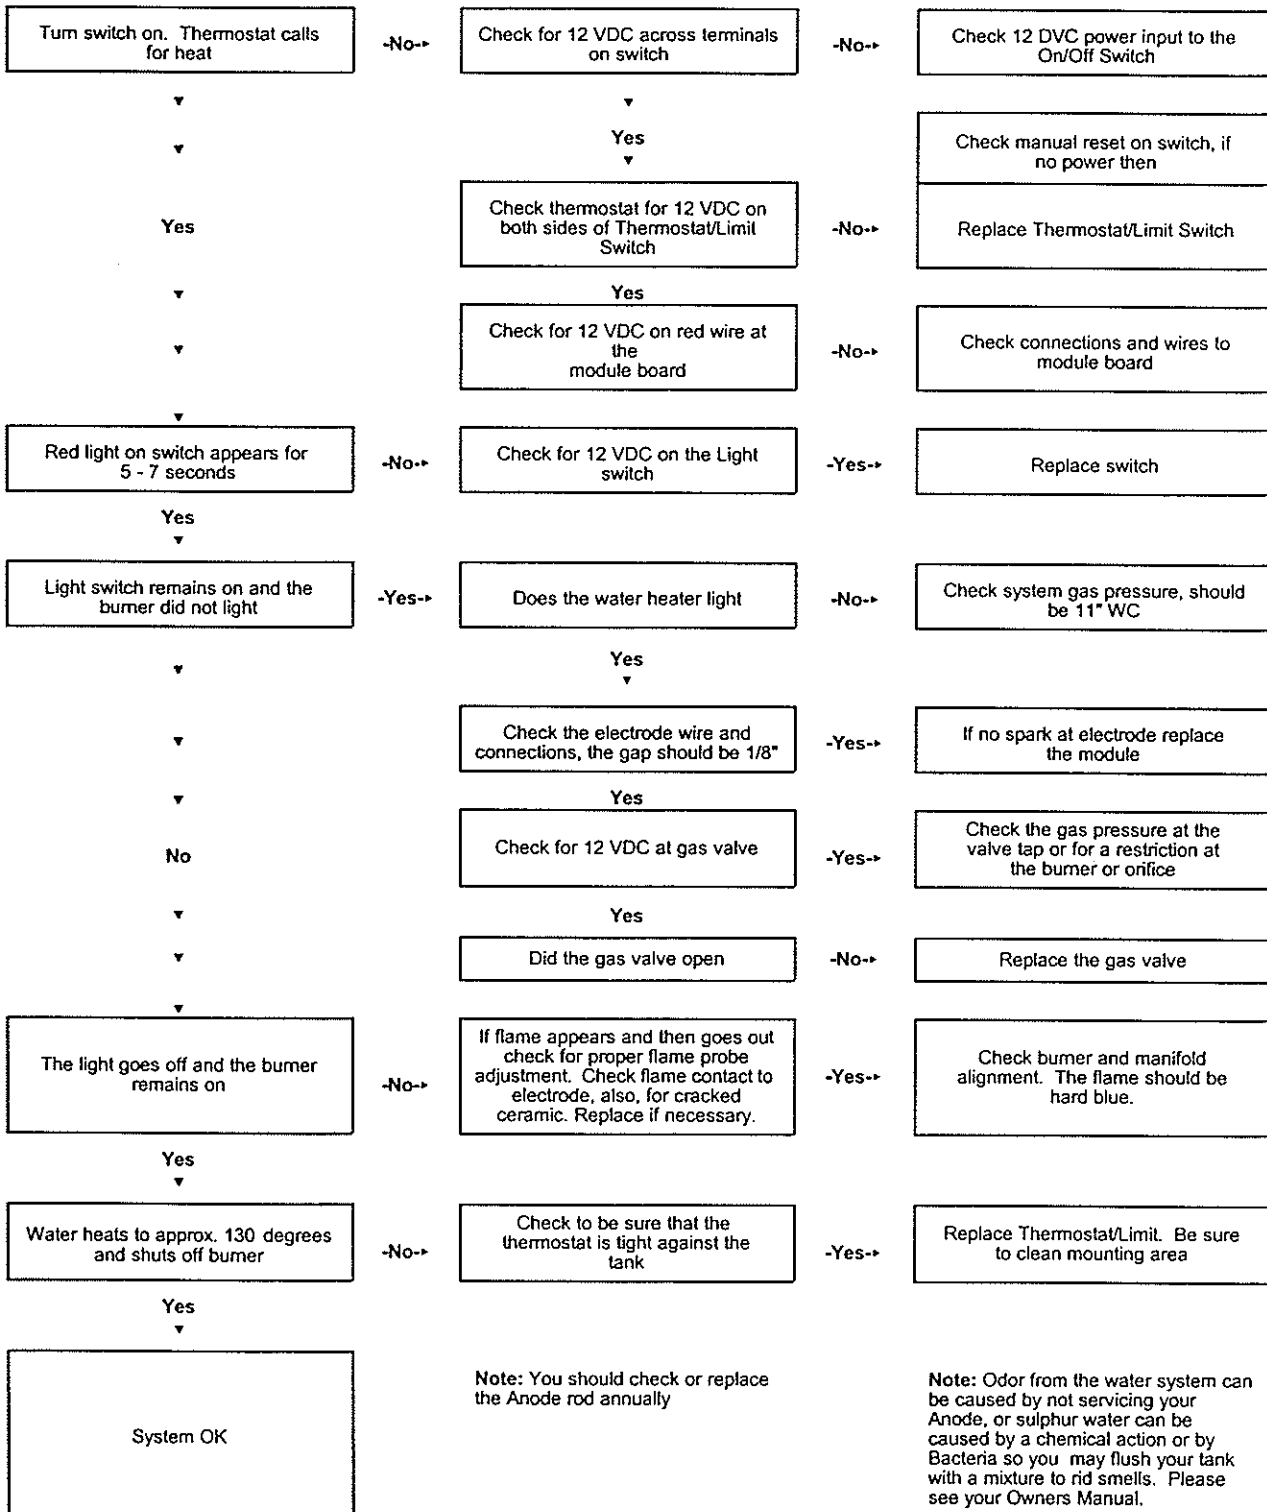 Turn switch on. Thermostat calls
for heat
-No-
Check for 12 VDC across terminals
on switch
-No-
Check 12 DVC power input to the
On/Off Switch
Yes
Check manual reset on switch, if
no power then
Yes
Check thermostat for 12 VDC on
both sides of Thermostat/Limit
Switch
-No-
Replace Thermostat/Limit Switch
Yes
Check for 12 VDC on red wire at
the
module board
-No-
Check connections and wires to
module board
Red light on switch appears for
5 - 7 seconds
-No-
Check for 12 VDC on the Light
switch
-Yes-
Replace switch
Yes
Light switch remains on and the
burner did not light
-Yes-
Does the water heater light
-No-
Check system gas pressure, should
be 11" WC
Yes
Check the electrode wire and
connections, the gap should be 1/8"
-Yes-
If no spark at electrode replace
the module
Yes
No
Check for 12 VDC at gas valve
-Yes-
Check the gas pressure at the
valve tap or for a restriction at
the burner or orifice
Yes
Did the gas valve open
-No-
Replace the gas valve
The light goes off and the burner
remains on
-No-
If flame appears and then goes out
check for proper flame probe
adjustment. Check flame contact to
electrode, also, for cracked
ceramic. Replace if necessary.
-Yes-
Check burner and manifold
alignment. The flame should be
hard blue.
Yes
Water heats to approx. 130 degrees
and shuts off burner
-No-
Check to be sure that the
thermostat is tight against the
tank
-Yes-
Replace Thermostat/Limit. Be sure
to clean mounting area
Yes
System OK
Note: You should check or replace
the Anode rod annually
Note: Odor from the water system can
be caused by not servicing your
Anode, or sulphur water can be
caused by a chemical action or by
Bacteria so you may flush your tank
with a mixture to rid smells. Please
see your Owners Manual.